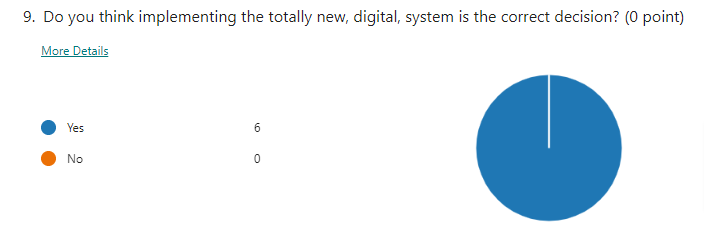 9. Do you think implementing the totally new, digital, system is the correct decision? (0 point)
More Details
Yes 6
No 0